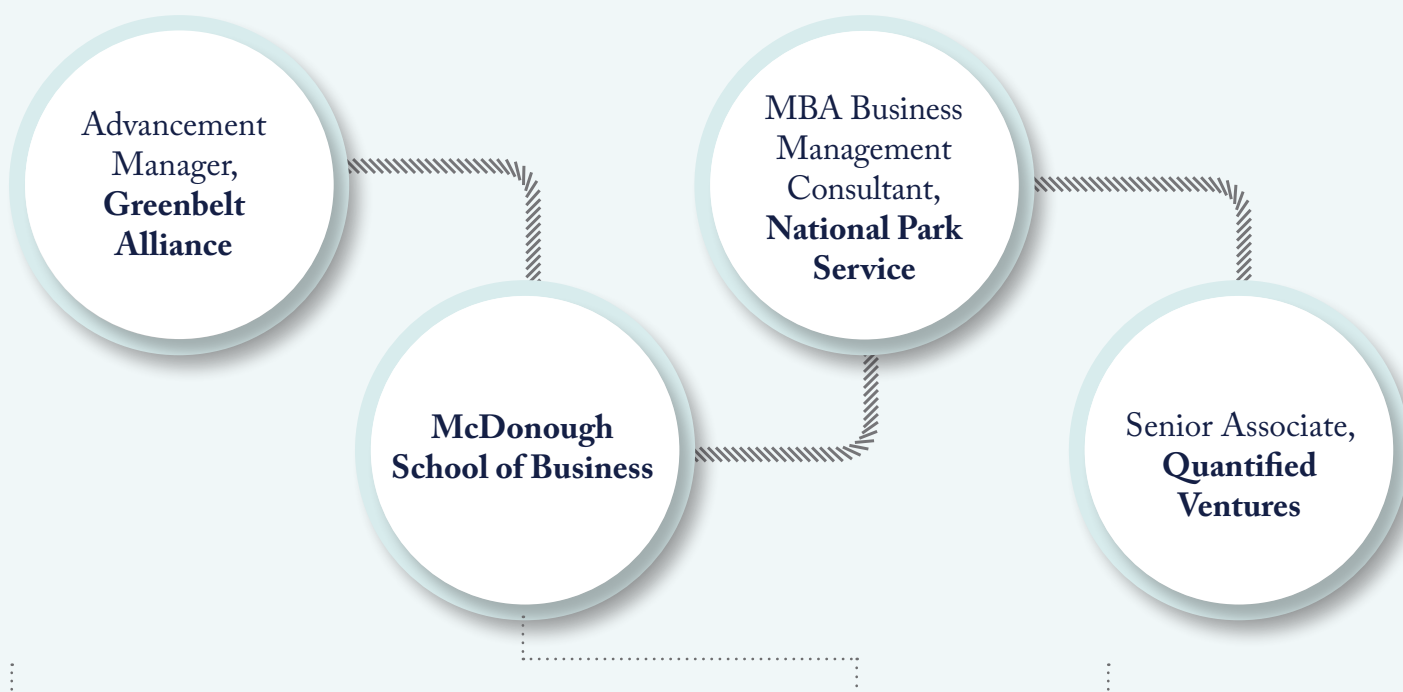 Advancement
Manager,
Greenbelt
Alliance
McDonough
School of Business
MBA Business
Management
Consultant,
National Park
Service
Senior Associate,
Quantified
Ventures